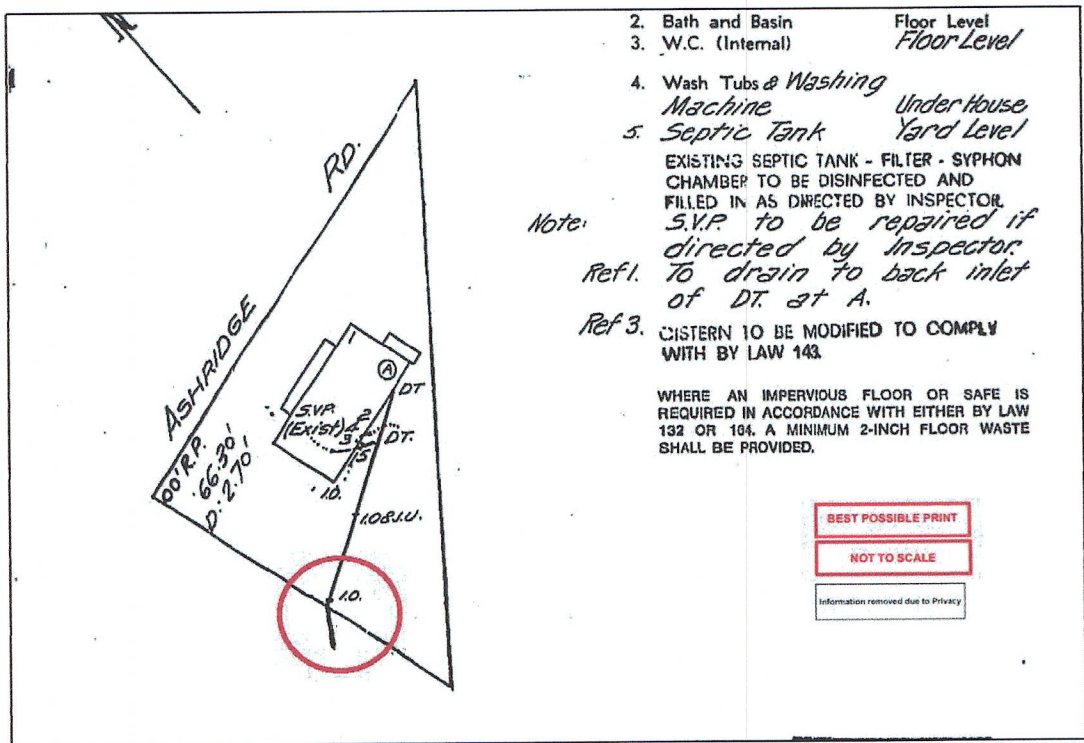 2. Bath and Basin Floor Level
3. W.C. (Internal) Floor Level
4. Wash Tubs & Washing
Machine Under House
5. Septic Tank Yard Level
EXISTING SEPTIC TANK - FILTER - SYPHON
CHAMBER TO BE DISINFECTED AND
FILLED IN AS DIRECTED BY INSPECTOR
Note: S.V.P. to be repaired if
directed by Inspector.
Ref 1. To drain to back inlet
of DT. at A.
Ref 3. CISTERN TO BE MODIFIED TO COMPLY
WITH BY LAW 143.
WHERE AN IMPERVIOUS FLOOR OR SAFE IS
REQUIRED IN ACCORDANCE WITH EITHER BY LAW
132 OR 104. A MINIMUM 2-INCH FLOOR WASTE
SHALL BE PROVIDED.
BEST POSSIBLE PRINT
NOT TO SCALE
Information removed due to Privacy
ASHRIDGE RD.
1
A
DT
S.V.P.
(Exist)
2
4
3
DT.
5
I.O.
00' R.P.
66.30'
D: 2.70'
I.O.&J.U.
I.O.